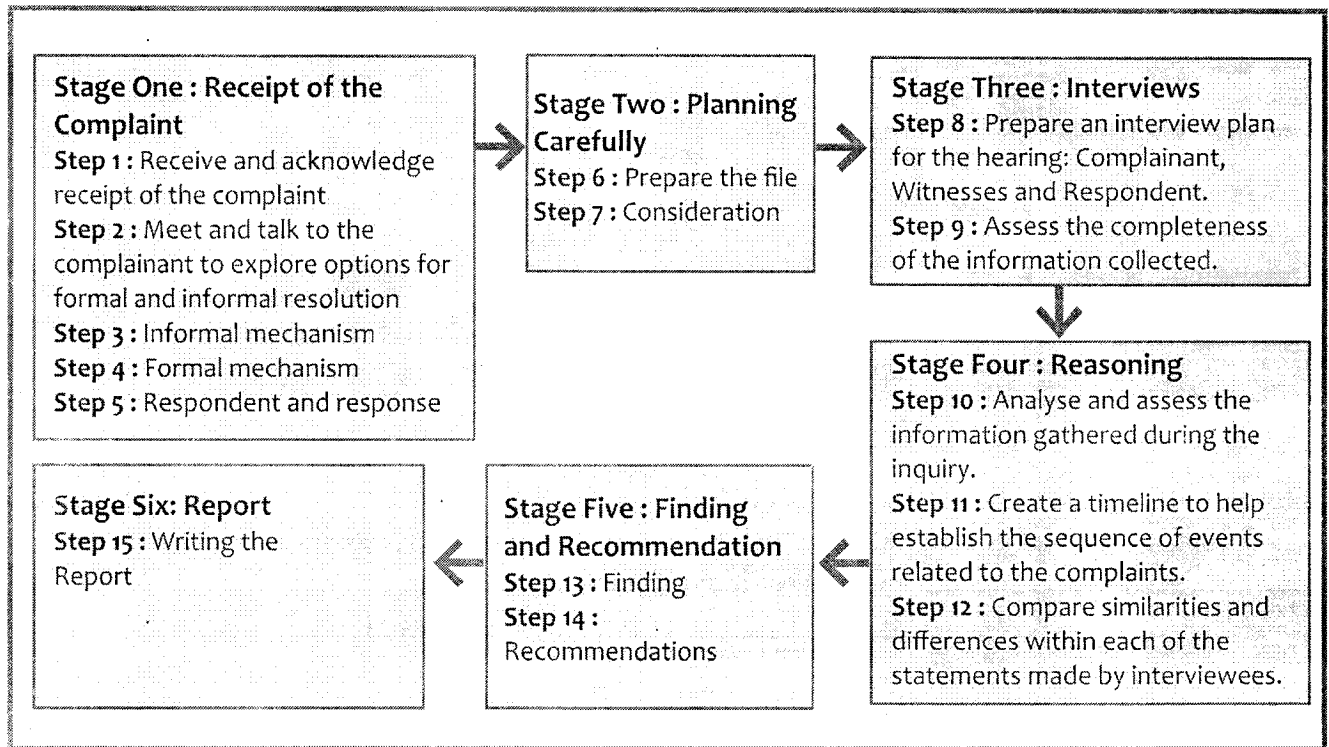 Stage One : Receipt of the
Complaint
Step 1 : Receive and acknowledge
receipt of the complaint
Step 2 : Meet and talk to the
complainant to explore options for
formal and informal resolution
Step 3 : Informal mechanism
Step 4 : Formal mechanism
Step 5 : Respondent and response
Stage Two : Planning
Carefully
Step 6 : Prepare the file
Step 7 : Consideration
Stage Three : Interviews
Step 8 : Prepare an interview plan
for the hearing: Complainant,
Witnesses and Respondent.
Step 9 : Assess the completeness
of the information collected.
Stage Four : Reasoning
Step 10 : Analyse and assess the
information gathered during the
inquiry.
Step 11 : Create a timeline to help
establish the sequence of events
related to the complaints.
Step 12 : Compare similarities and
differences within each of the
statements made by interviewees.
Stage Five : Finding
and Recommendation
Step 13 : Finding
Step 14 :
Recommendations
Stage Six: Report
Step 15 : Writing the
Report